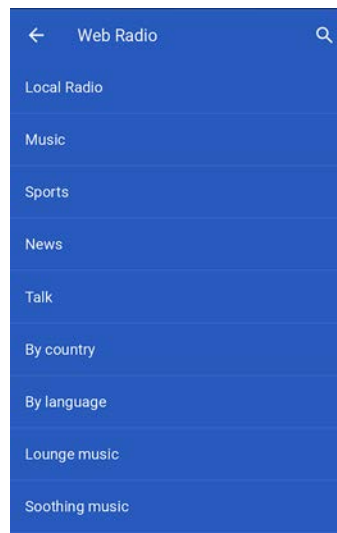 Web Radio
Local Radio
Music
Sports
News
Talk
By country
By language
Lounge music
Soothing music